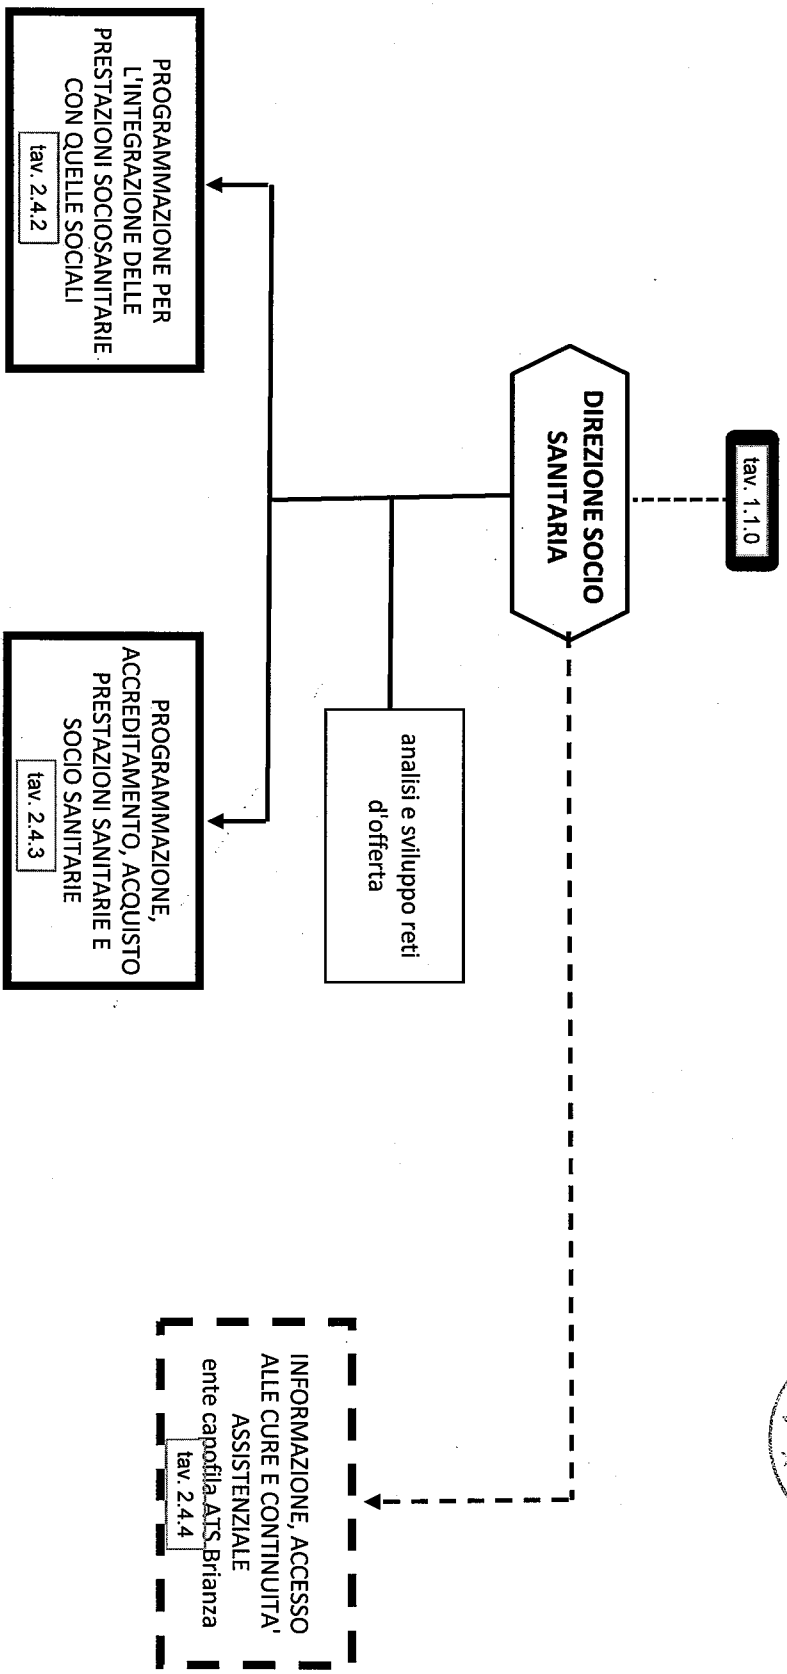 tav. 1.1.0
DIREZIONE SOCIO
SANITARIA
analisi e sviluppo reti
d'offerta
PROGRAMMAZIONE PER
L'INTEGRAZIONE DELLE
PRESTAZIONI SOCIOSANITARIE
CON QUELLE SOCIALI
tav. 2.4.2
PROGRAMMAZIONE,
ACCREDITAMENTO, ACQUISTO
PRESTAZIONI SANITARIE E
SOCIO SANITARIE
tav. 2.4.3
INFORMAZIONE, ACCESSO
ALLE CURE E CONTINUITA'
ASSISTENZIALE
ente capofila ATS Brianza
tav. 2.4.4